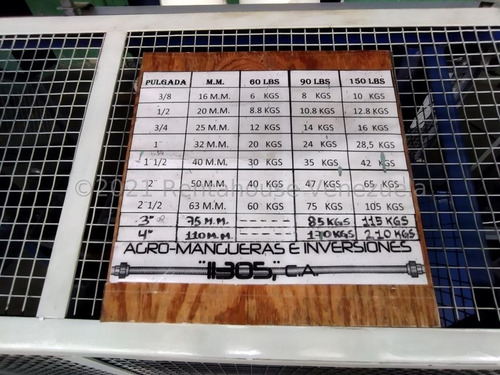 PULGADA M.M. 60 LBS 90 LBS 150 LBS
3/8 16 M.M. 6 KGS 8 KGS 10 KGS
1/2 20 M.M. 8.8 KGS 10.8 KGS 12.8 KGS
3/4 25 M.M. 12 KGS 14 KGS 16 KGS
1¨ 32 M.M. 20 KGS 24 KGS 28,5 KGS
1¨1/2 40 M.M. 30 KGS 35 KGS 42 KGS
2¨ 50 M.M. 40 KGS 47 KGS 65 KGS
© 2021 Rentahouse Venezuela
2¨1/2 63 M.M. 60 KGS 75 KGS 105 KGS
3" 75 M.M. ----- 85 KGS 115 KGS
4" 110 M.M. ----- 170 KGS 210 KGS
AGRO-MANGUERAS E INVERSIONES
C.A.